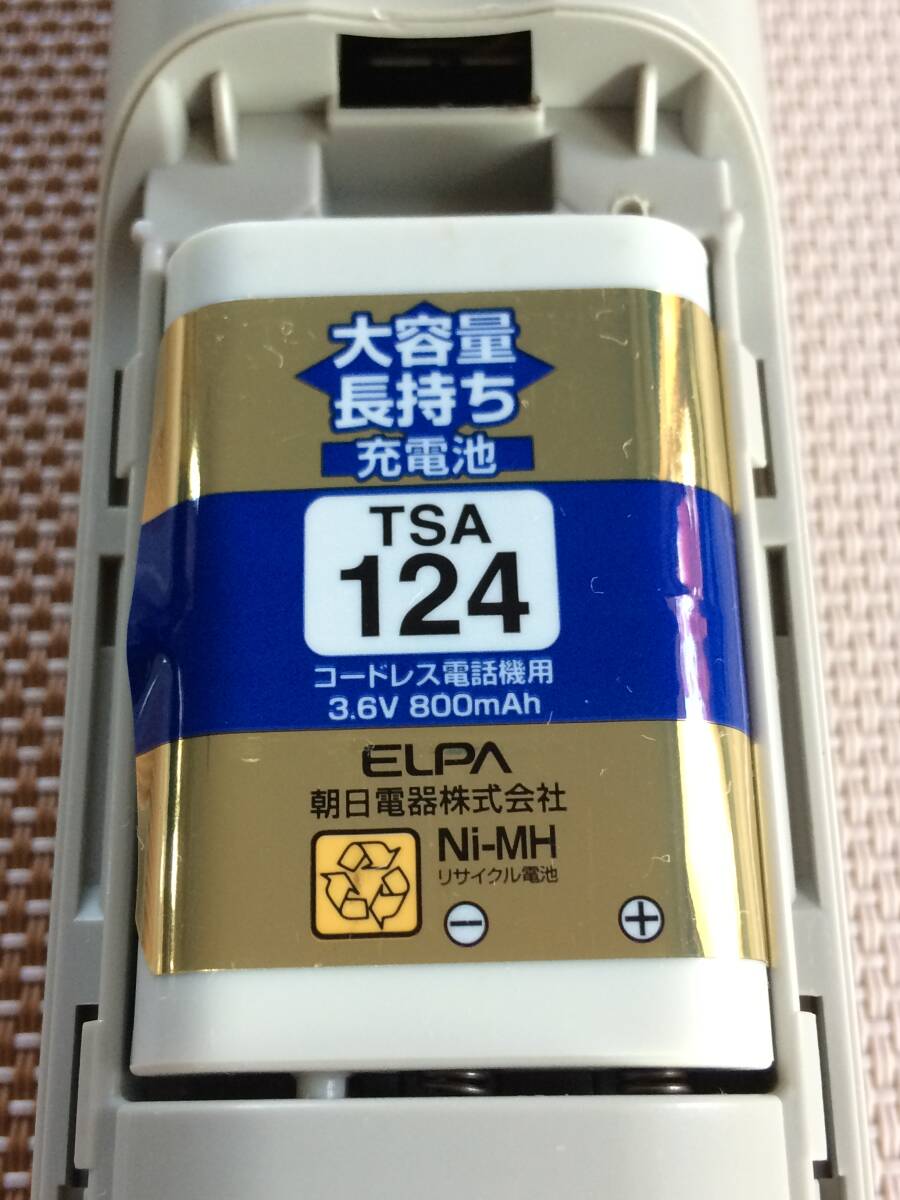 大容量
長持ち
充電池
TSA
124
コードレス電話機用
3.6V 800mAh
ELPA
朝日電器株式会社
Ni-MH
リサイクル電池
⊖ ⊕